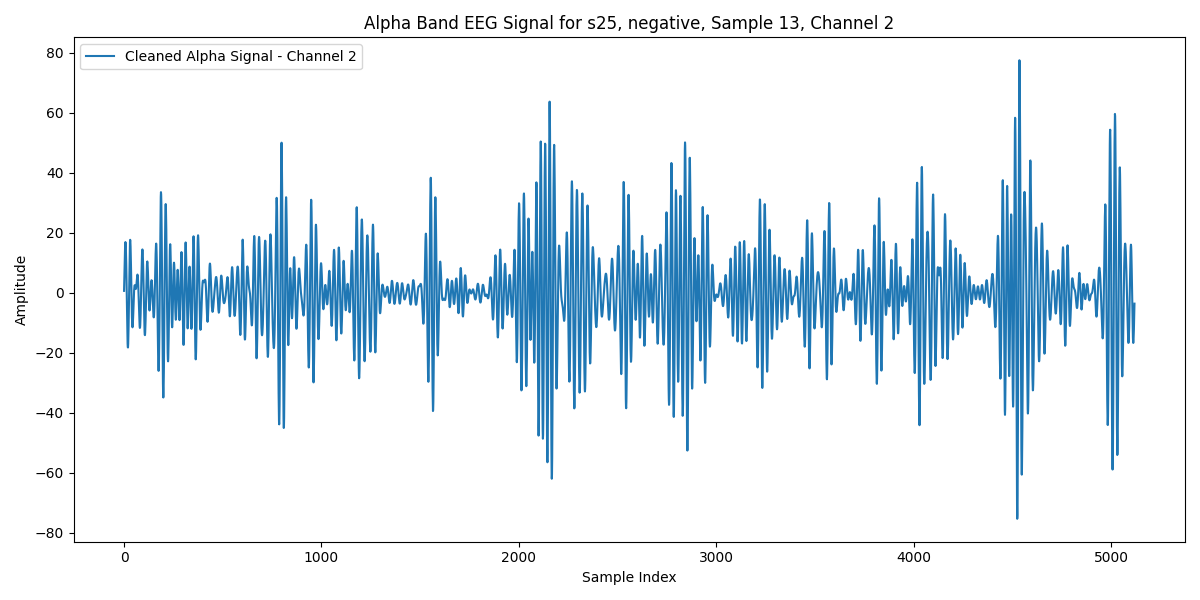 Alpha Band EEG Signal for s25, negative, Sample 13, Channel 2
Cleaned Alpha Signal - Channel 2
80
60
40
20
0
−20
−40
−60
−80
Amplitude
0 1000 2000 3000 4000 5000
Sample Index